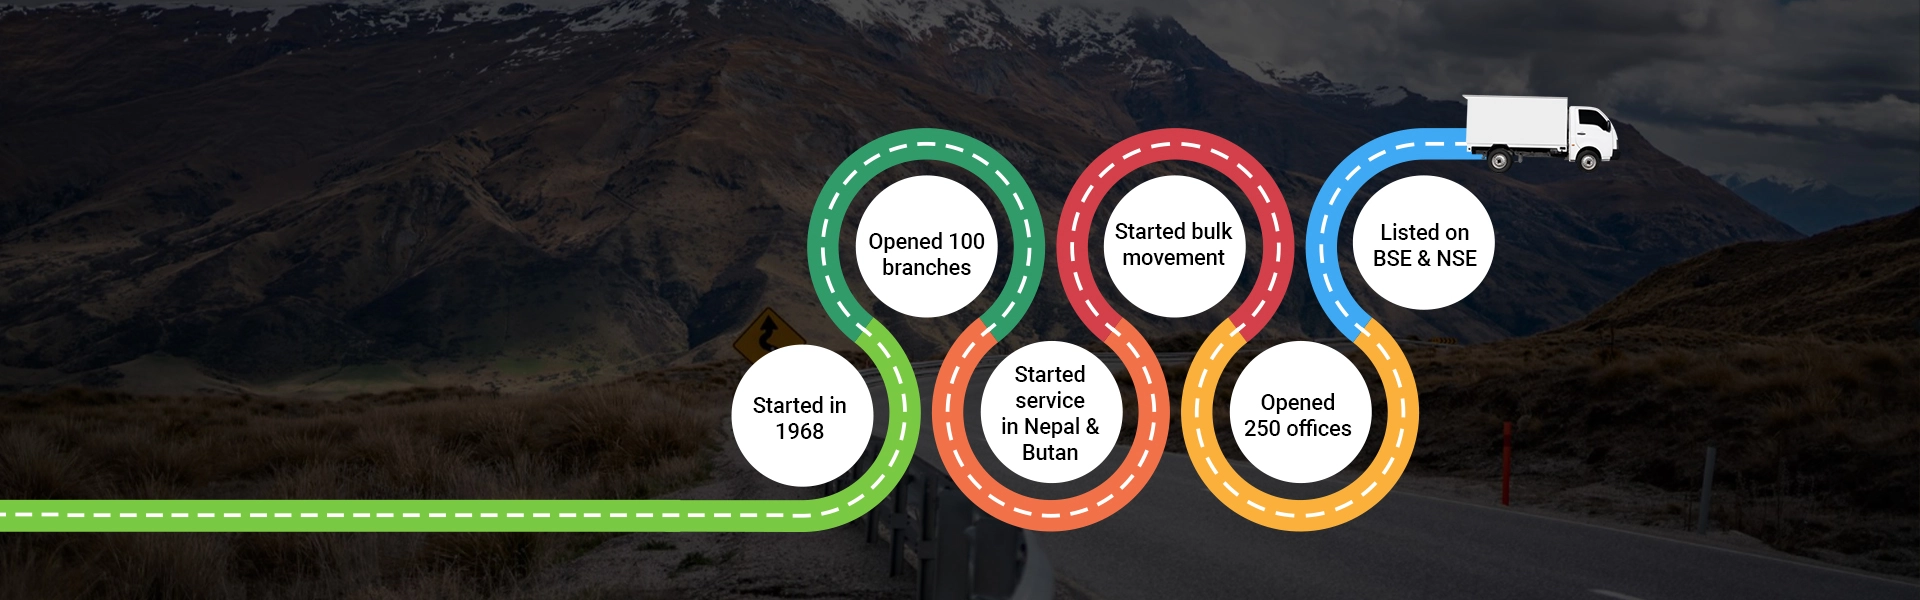 Started in
1968
Opened 100
branches
Started
service
in Nepal &
Butan
Started bulk
movement
Opened
250 offices
Listed on
BSE & NSE